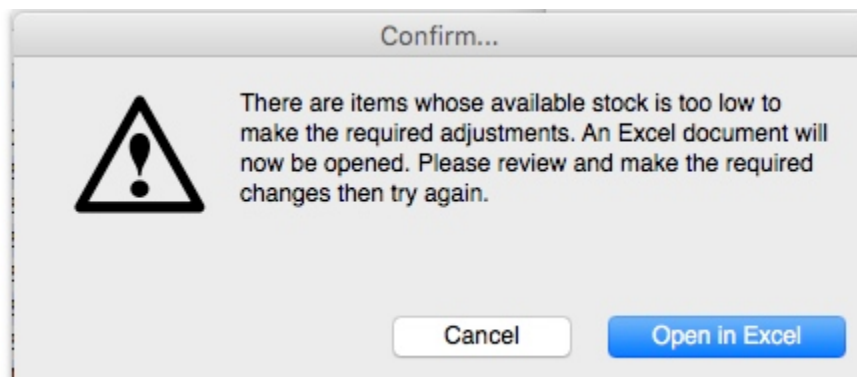 Confirm...
There are items whose available stock is too low to
make the required adjustments. An Excel document will
now be opened. Please review and make the required
changes then try again.
Cancel
Open in Excel